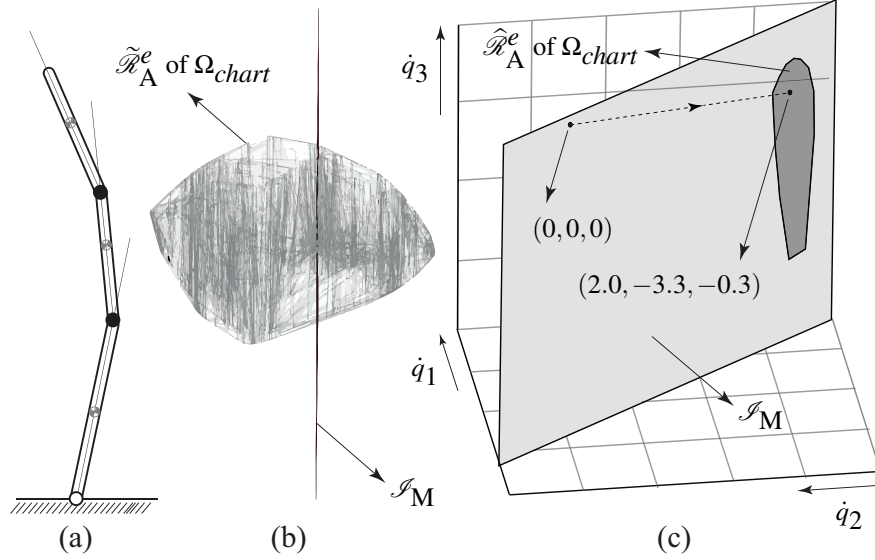 ℛ̃ᵉ_A of Ω_chart
ℐ_M
(a)
(b)
q̇₃
ℛ̂ᵉ_A of Ω_chart
(0,0,0)
(2.0,−3.3,−0.3)
q̇₁
ℐ_M
q̇₂
(c)